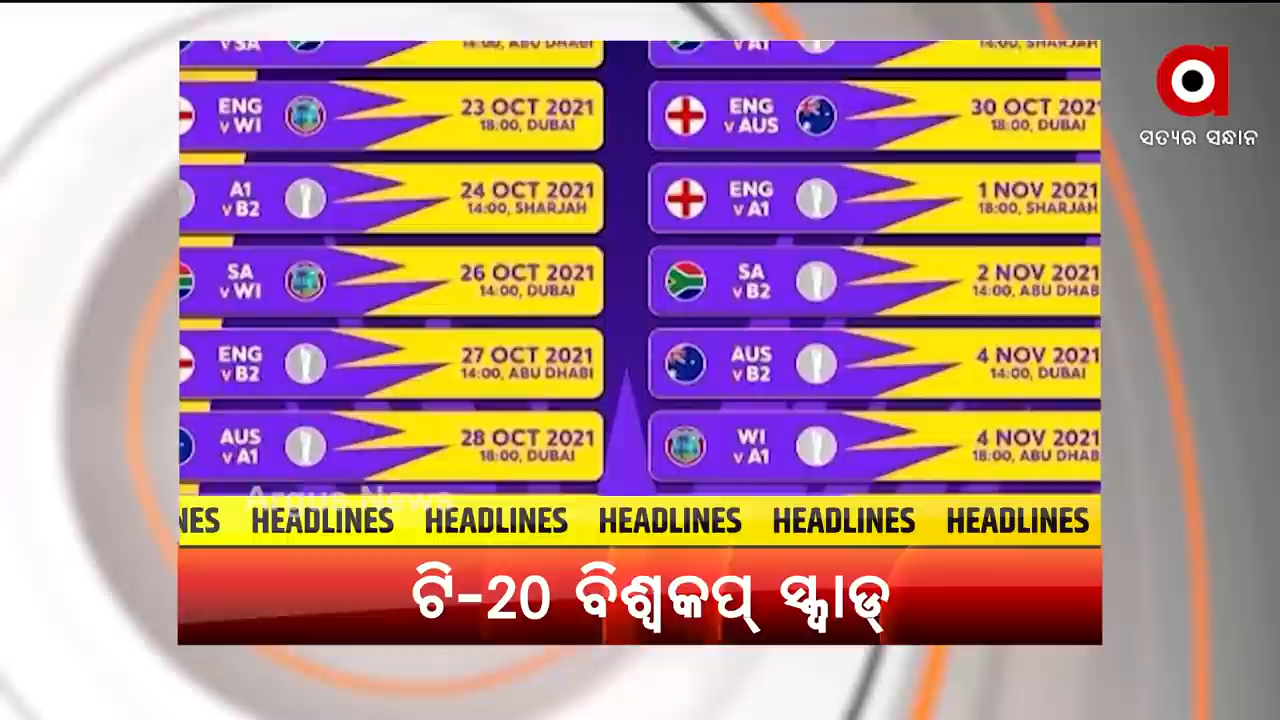 v SA
14:00, ABU DHABI
v A1
14:00, SHARJAH
ENG
v WI
23 OCT 2021
18:00, DUBAI
ENG
v AUS
30 OCT 2021
18:00, DUBAI
A1
v B2
24 OCT 2021
14:00, SHARJAH
ENG
v A1
1 NOV 2021
18:00, SHARJAH
SA
v WI
26 OCT 2021
14:00, DUBAI
SA
v B2
2 NOV 2021
14:00, ABU DHAB
ENG
v B2
27 OCT 2021
14:00, ABU DHABI
AUS
v B2
4 NOV 2021
14:00, DUBAI
AUS
v A1
28 OCT 2021
18:00, DUBAI
WI
v A1
4 NOV 2021
18:00, ABU DHAB
ସତ୍ୟର ସନ୍ଧାନ
Argus News
NES HEADLINES HEADLINES HEADLINES HEADLINES HEADLINES
ଟି-20 ବିଶ୍ୱକପ୍ ସ୍କ୍ୱାଡ୍